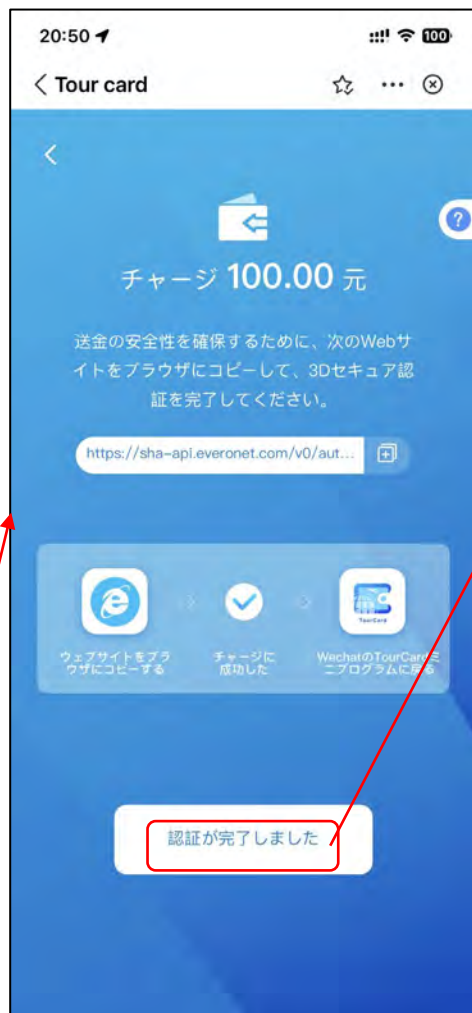 20:50
100
Tour card
チャージ 100.00 元
送金の安全性を確保するために、次のWebサ
イトをブラウザにコピーして、3Dセキュア認
証を完了してください。
https://sha-api.everonet.com/v0/aut...
TourCard
ウェブサイトをブラ
ウザにコピーする
チャージに
成功した
WechatのTourCardミ
ニプログラムに戻る
認証が完了しました